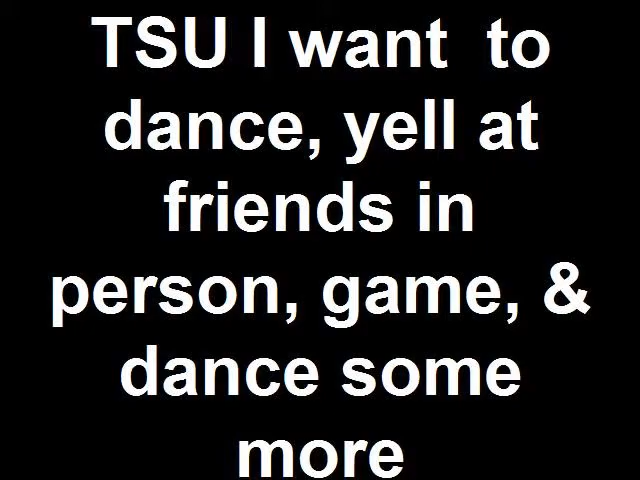 TSU I want  to
dance, yell at
friends in
person, game, &
dance some
more